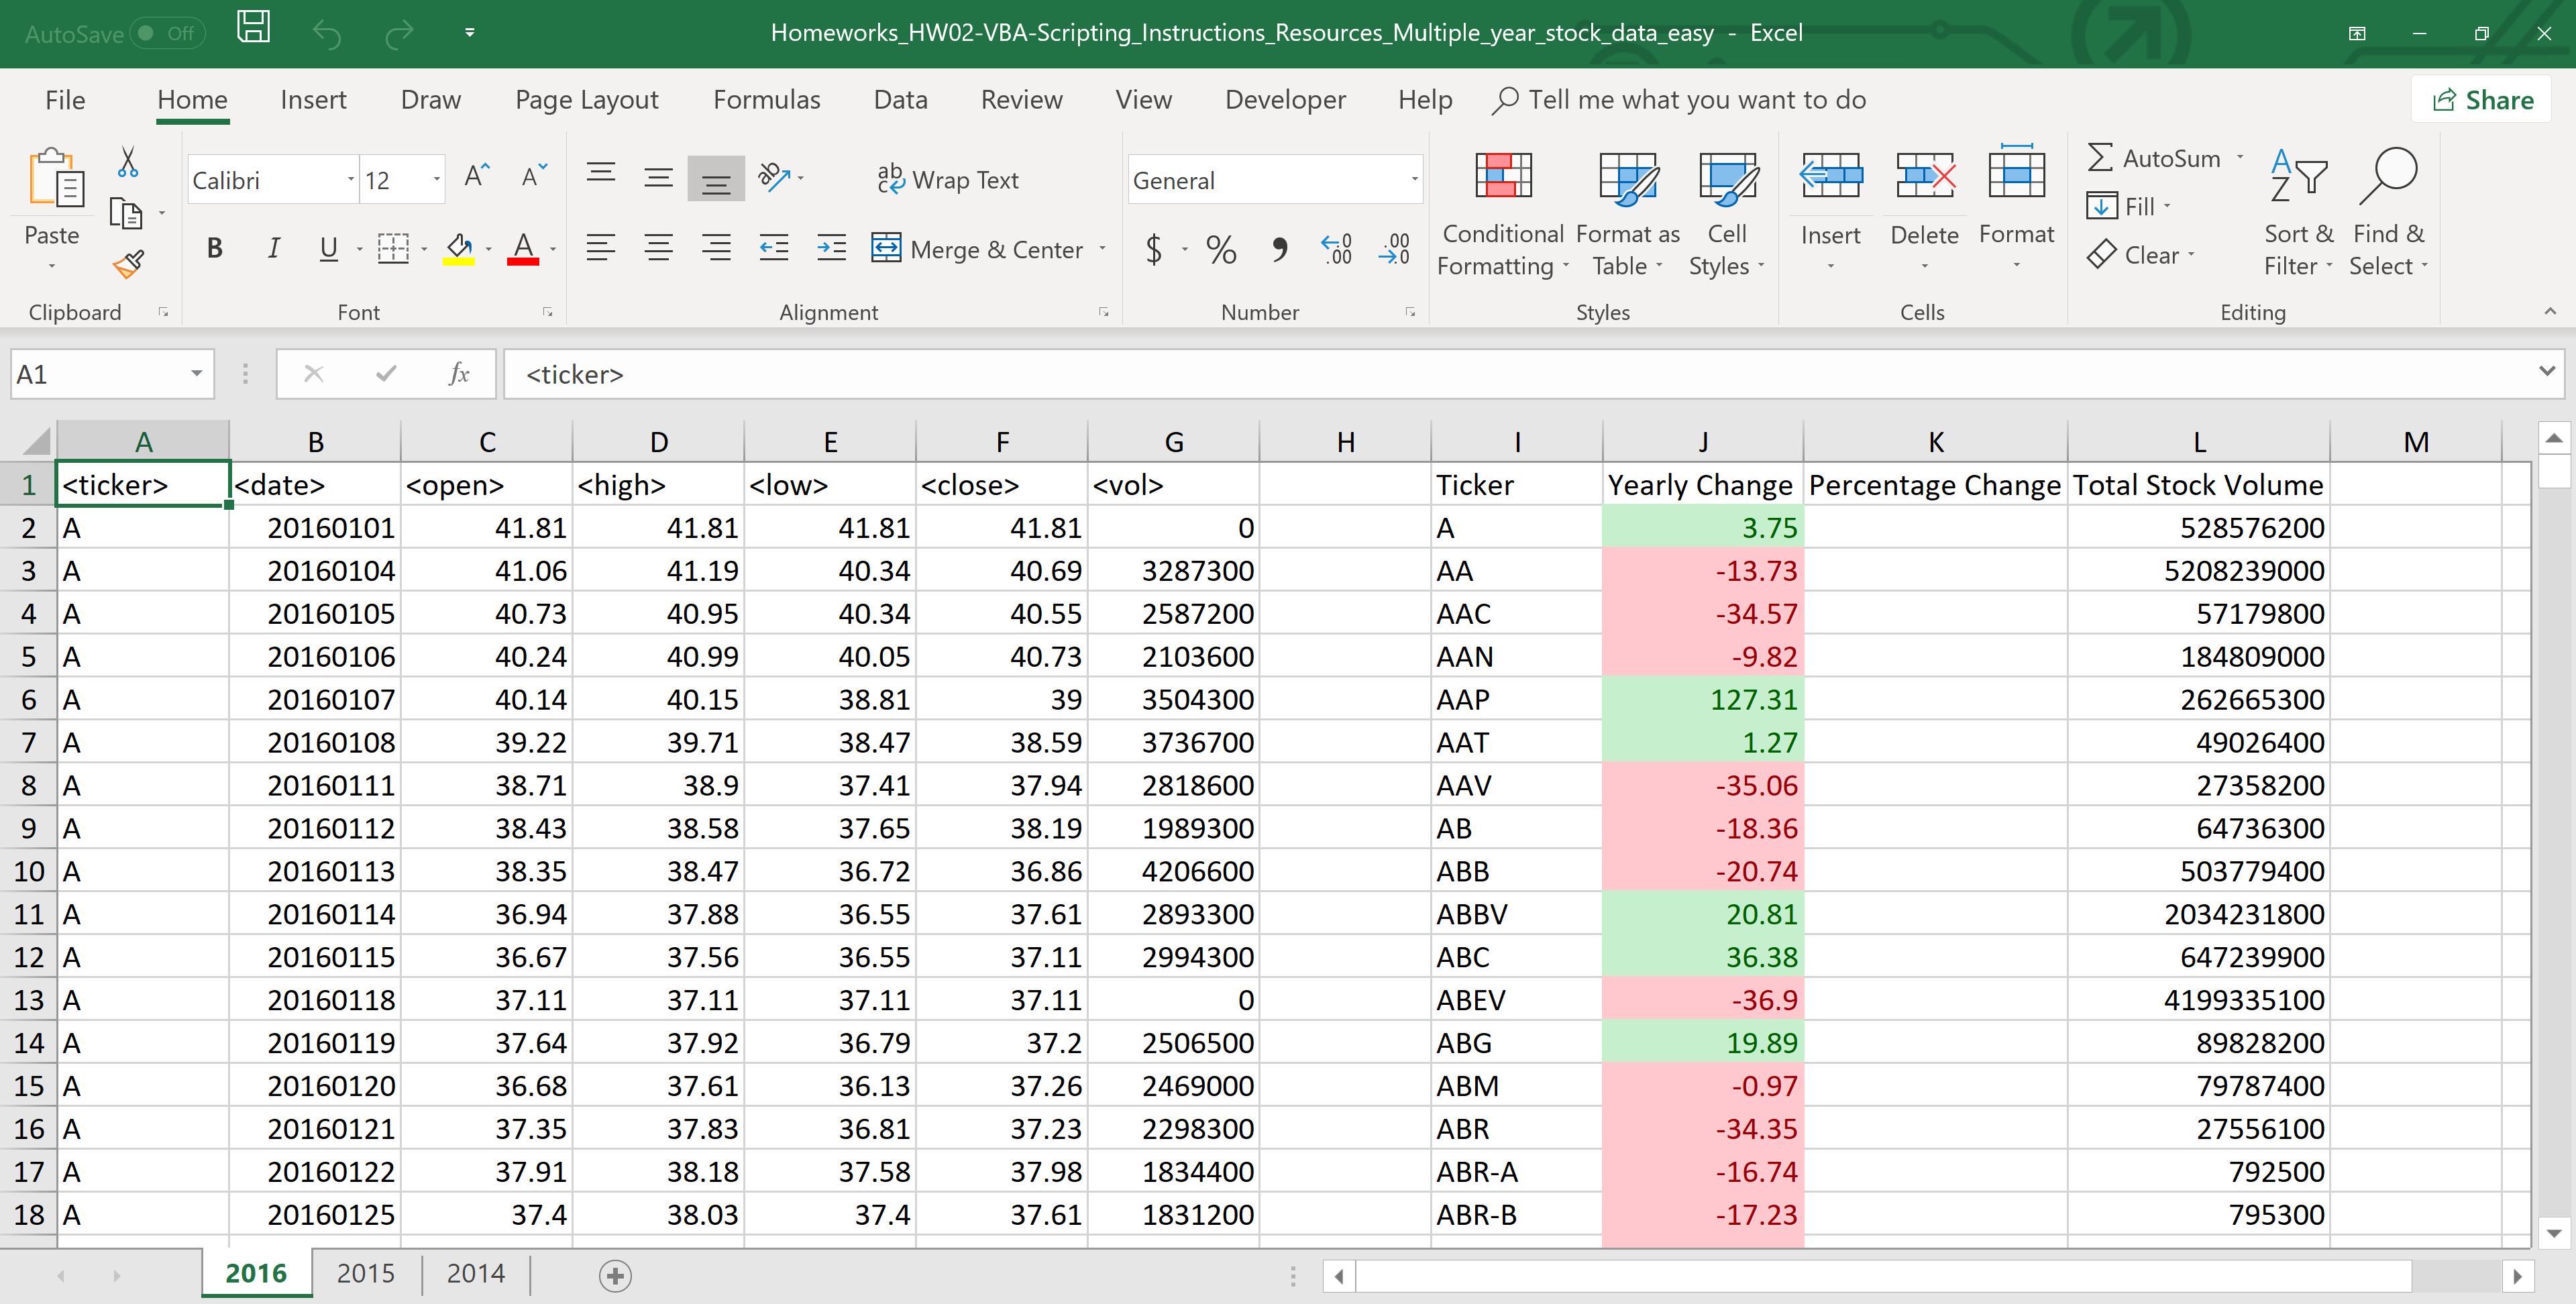 AutoSave Off Homeworks_HW02-VBA-Scripting_Instructions_Resources_Multiple_year_stock_data_easy - Excel
File Home Insert Draw Page Layout Formulas Data Review View Developer Help Tell me what you want to do Share
Paste
Clipboard
Calibri 12 A A
B I U A
Font
ab Wrap Text
Merge & Center
Alignment
General
$ % , .00 .00
Number
Conditional Formatting
Format as Table
Cell Styles
Styles
Insert Delete Format
Cells
AutoSum
Fill
Clear
Sort & Filter
Find & Select
Editing
A1 fx <ticker>
A B C D E F G H I J K L M
1 <ticker> <date> <open> <high> <low> <close> <vol> Ticker Yearly Change Percentage Change Total Stock Volume
2 A 20160101 41.81 41.81 41.81 41.81 0 A 3.75 528576200
3 A 20160104 41.06 41.19 40.34 40.69 3287300 AA -13.73 5208239000
4 A 20160105 40.73 40.95 40.34 40.55 2587200 AAC -34.57 57179800
5 A 20160106 40.24 40.99 40.05 40.73 2103600 AAN -9.82 184809000
6 A 20160107 40.14 40.15 38.81 39 3504300 AAP 127.31 262665300
7 A 20160108 39.22 39.71 38.47 38.59 3736700 AAT 1.27 49026400
8 A 20160111 38.71 38.9 37.41 37.94 2818600 AAV -35.06 27358200
9 A 20160112 38.43 38.58 37.65 38.19 1989300 AB -18.36 64736300
10 A 20160113 38.35 38.47 36.72 36.86 4206600 ABB -20.74 503779400
11 A 20160114 36.94 37.88 36.55 37.61 2893300 ABBV 20.81 2034231800
12 A 20160115 36.67 37.56 36.55 37.11 2994300 ABC 36.38 647239900
13 A 20160118 37.11 37.11 37.11 37.11 0 ABEV -36.9 4199335100
14 A 20160119 37.64 37.92 36.79 37.2 2506500 ABG 19.89 89828200
15 A 20160120 36.68 37.61 36.13 37.26 2469000 ABM -0.97 79787400
16 A 20160121 37.35 37.83 36.81 37.23 2298300 ABR -34.35 27556100
17 A 20160122 37.91 38.18 37.58 37.98 1834400 ABR-A -16.74 792500
18 A 20160125 37.4 38.03 37.4 37.61 1831200 ABR-B -17.23 795300
2016 2015 2014